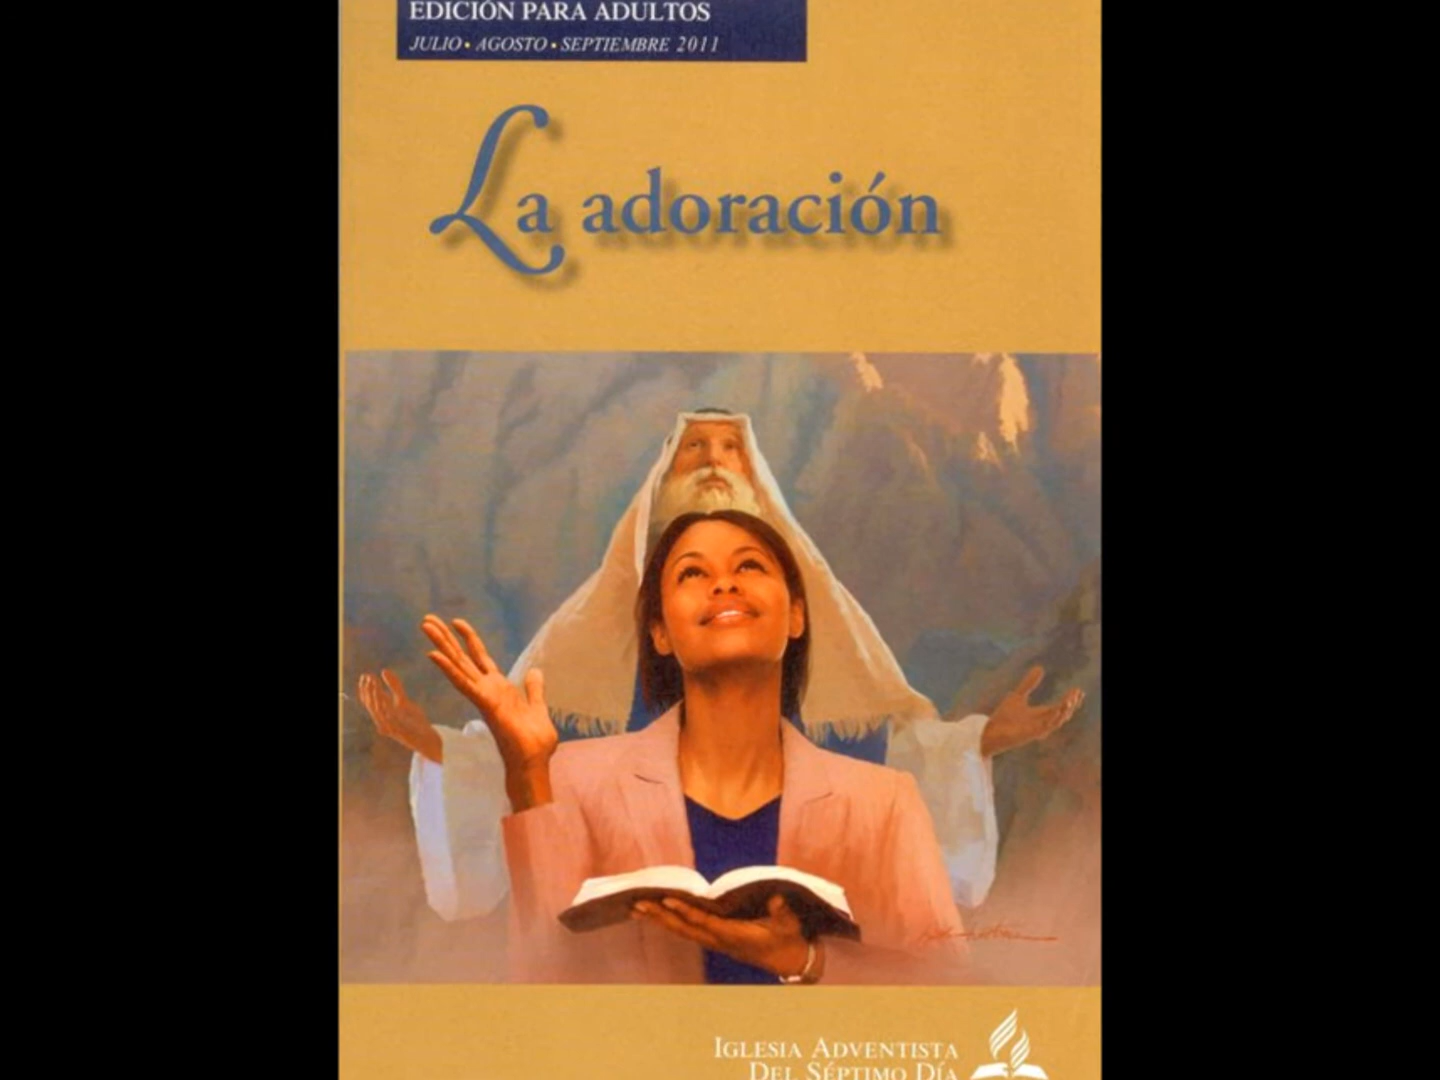 EDICIÓN PARA ADULTOS
JULIO • AGOSTO • SEPTIEMBRE 2011
La adoración
IGLESIA ADVENTISTA
DEL SÉPTIMO DÍA